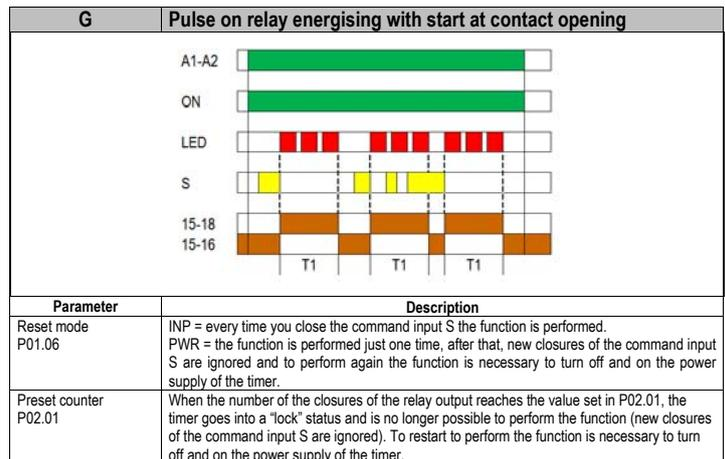 G
Pulse on relay energising with start at contact opening
A1-A2
ON
LED
S
15-18
15-16
T1 T1 T1
Parameter
Description
Reset mode
P01.06
INP = every time you close the command input S the function is performed.
PWR = the function is performed just one time, after that, new closures of the command input
S are ignored and to perform again the function is necessary to turn off and on the power
supply of the timer.
Preset counter
P02.01
When the number of the closures of the relay output reaches the value set in P02.01, the
timer goes into a “lock” status and is no longer possible to perform the function (new closures
of the command input S are ignored). To restart to perform the function is necessary to turn
off and on the power supply of the timer.